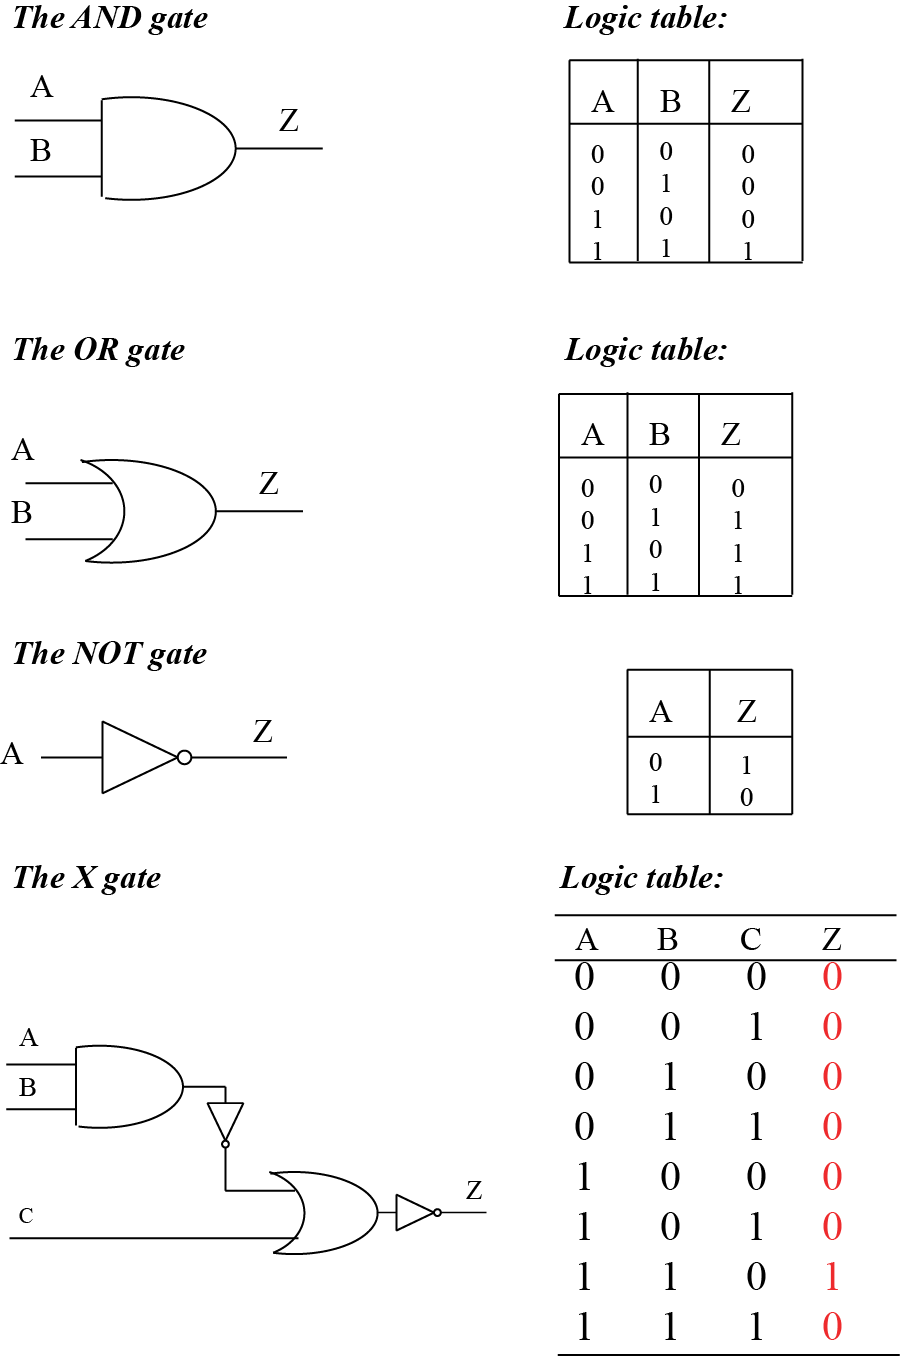 The AND gate
Logic table:
A
B
Z
A B Z
0 0 0
0 1 0
1 0 0
1 1 1
The OR gate
Logic table:
A
B
Z
A B Z
0 0 0
0 1 1
1 0 1
1 1 1
The NOT gate
A
Z
A Z
0 1
1 0
The X gate
Logic table:
A
B
C
Z
A B C Z
0 0 0 0
0 0 1 0
0 1 0 0
0 1 1 0
1 0 0 0
1 0 1 0
1 1 0 1
1 1 1 0